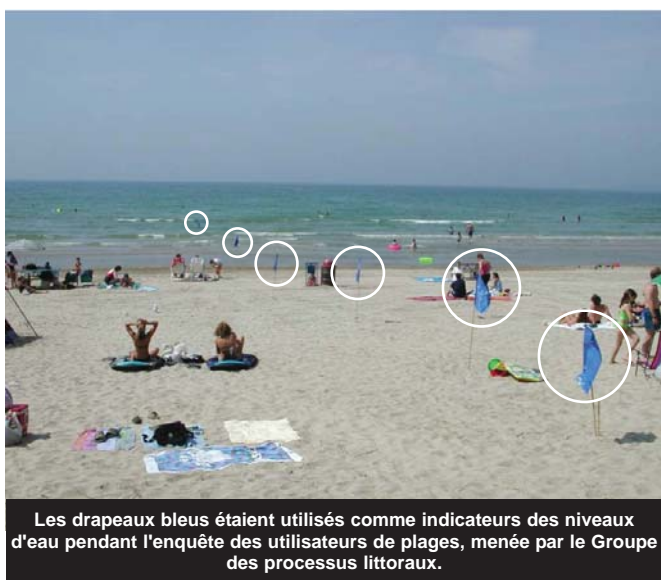 Les drapeaux bleus étaient utilisés comme indicateurs des niveaux
d'eau pendant l'enquête des utilisateurs de plages, menée par le Groupe
des processus littoraux.